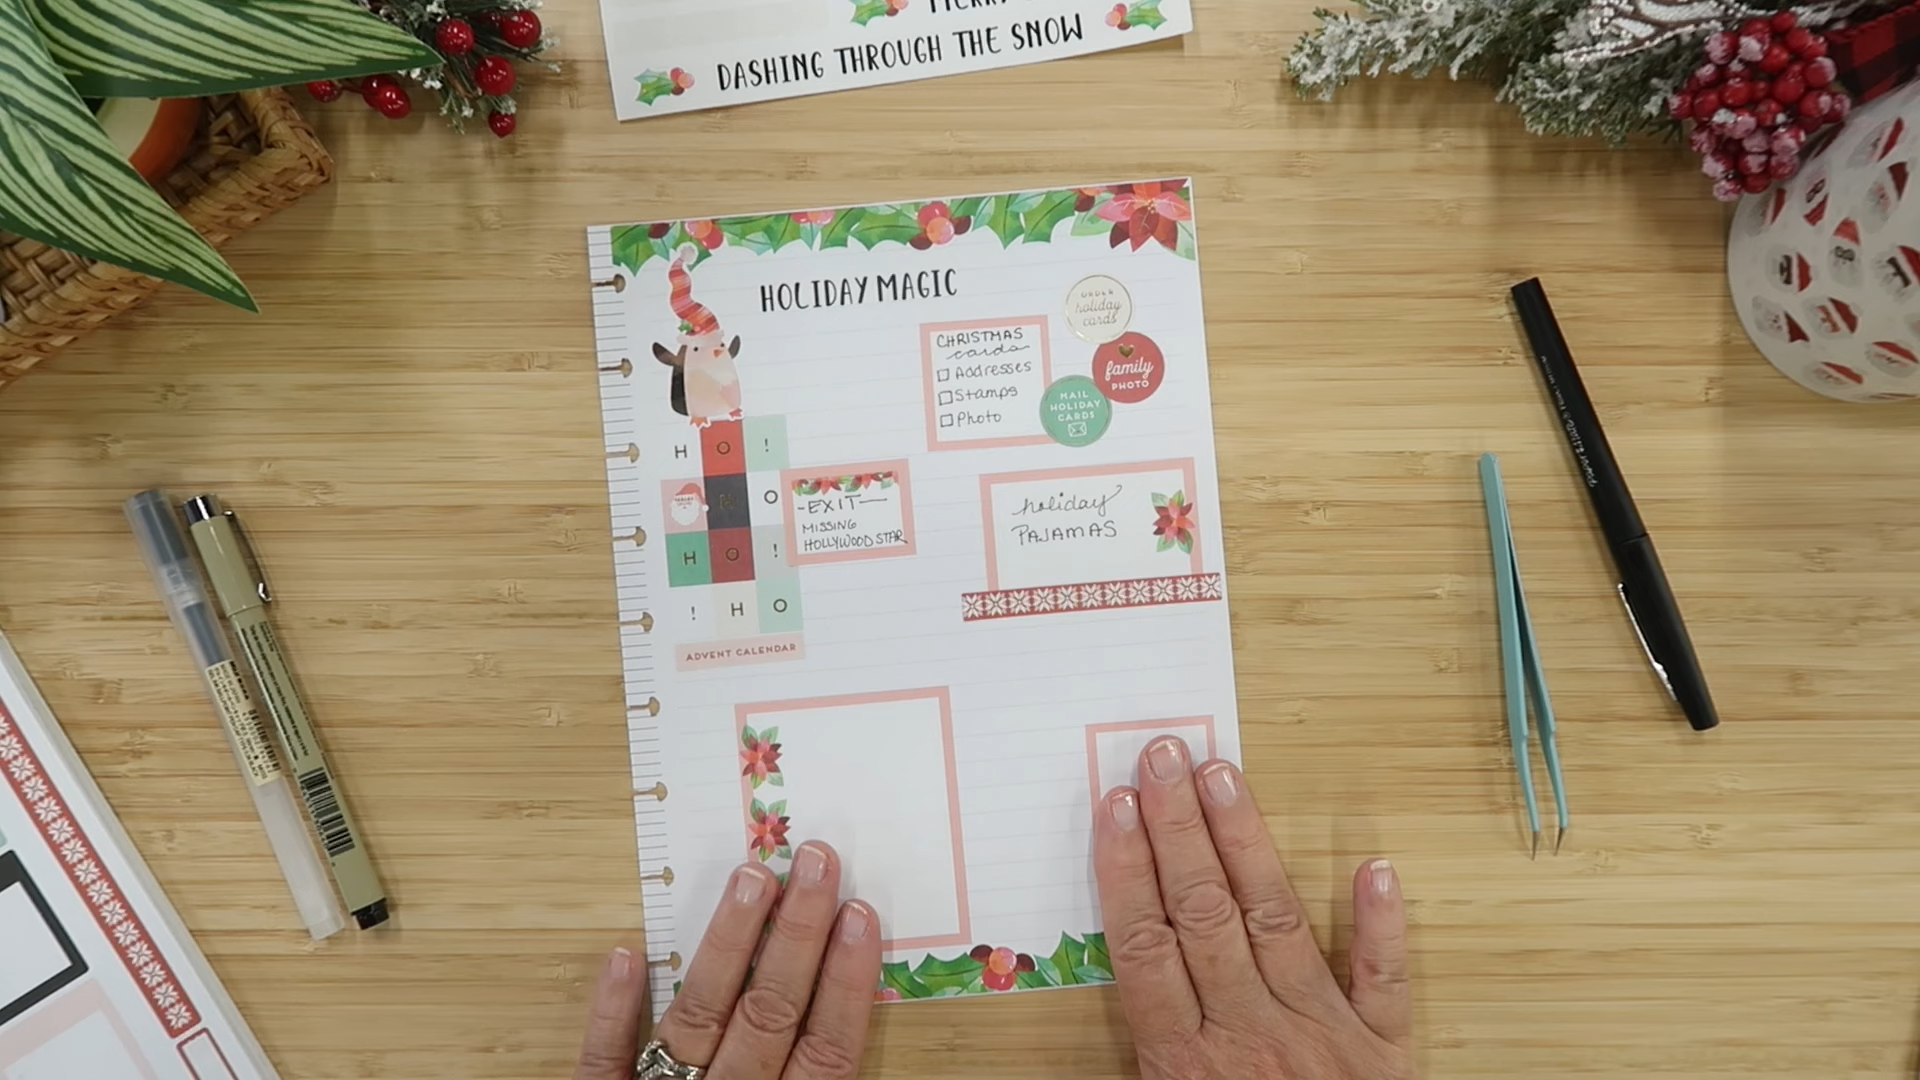 DASHING THROUGH THE SNOW
HOLIDAY MAGIC
ORDER
holiday
cards
CHRISTMAS
cards
Addresses
Stamps
Photo
family
PHOTO
MAIL
HOLIDAY
CARDS
H O !
O
H O !
! H O
ADVENT CALENDAR
-EXIT-
MISSING
HOLLYWOOD STAR
holiday
PAJAMAS